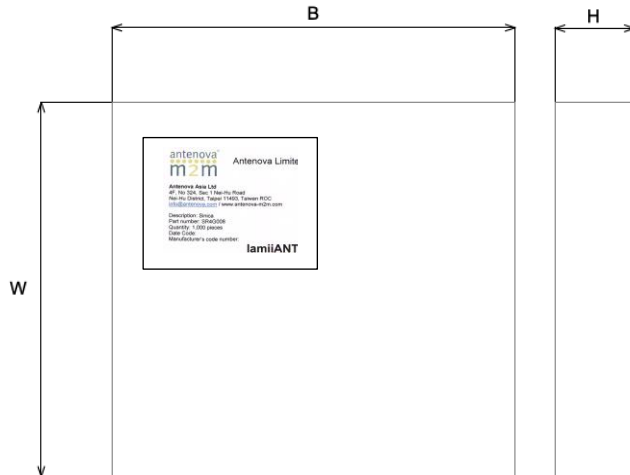 B
H
W
antenova®
m2m
Antenova Limite
Antenova Asia Ltd
4F, No 324, Sec 1 Nei-Hu Road
Nei-Hu District, Taipei 11493, Taiwan ROC
info@antenova.com / www.antenova-m2m.com
Description: Sinica
Part number: SR4G008
Quantity: 1,000 pieces
Date Code:
Manufacturer's code number:
lamiiANT